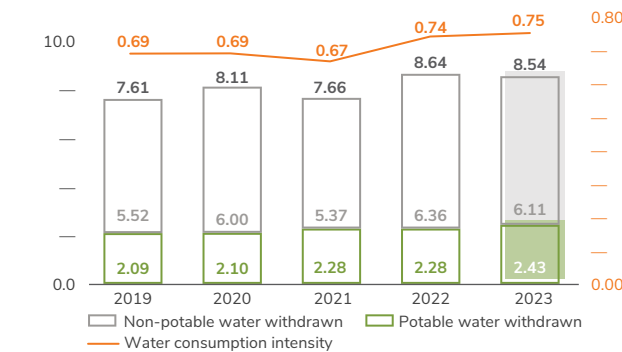 0.80
0.69 0.69 0.67 0.74 0.75
10.0
7.61 8.11 7.66 8.64 8.54
5.52 6.00 5.37 6.36 6.11
2.09 2.10 2.28 2.28 2.43
0.0 0.00
2019 2020 2021 2022 2023
Non-potable water withdrawn Potable water withdrawn
Water consumption intensity